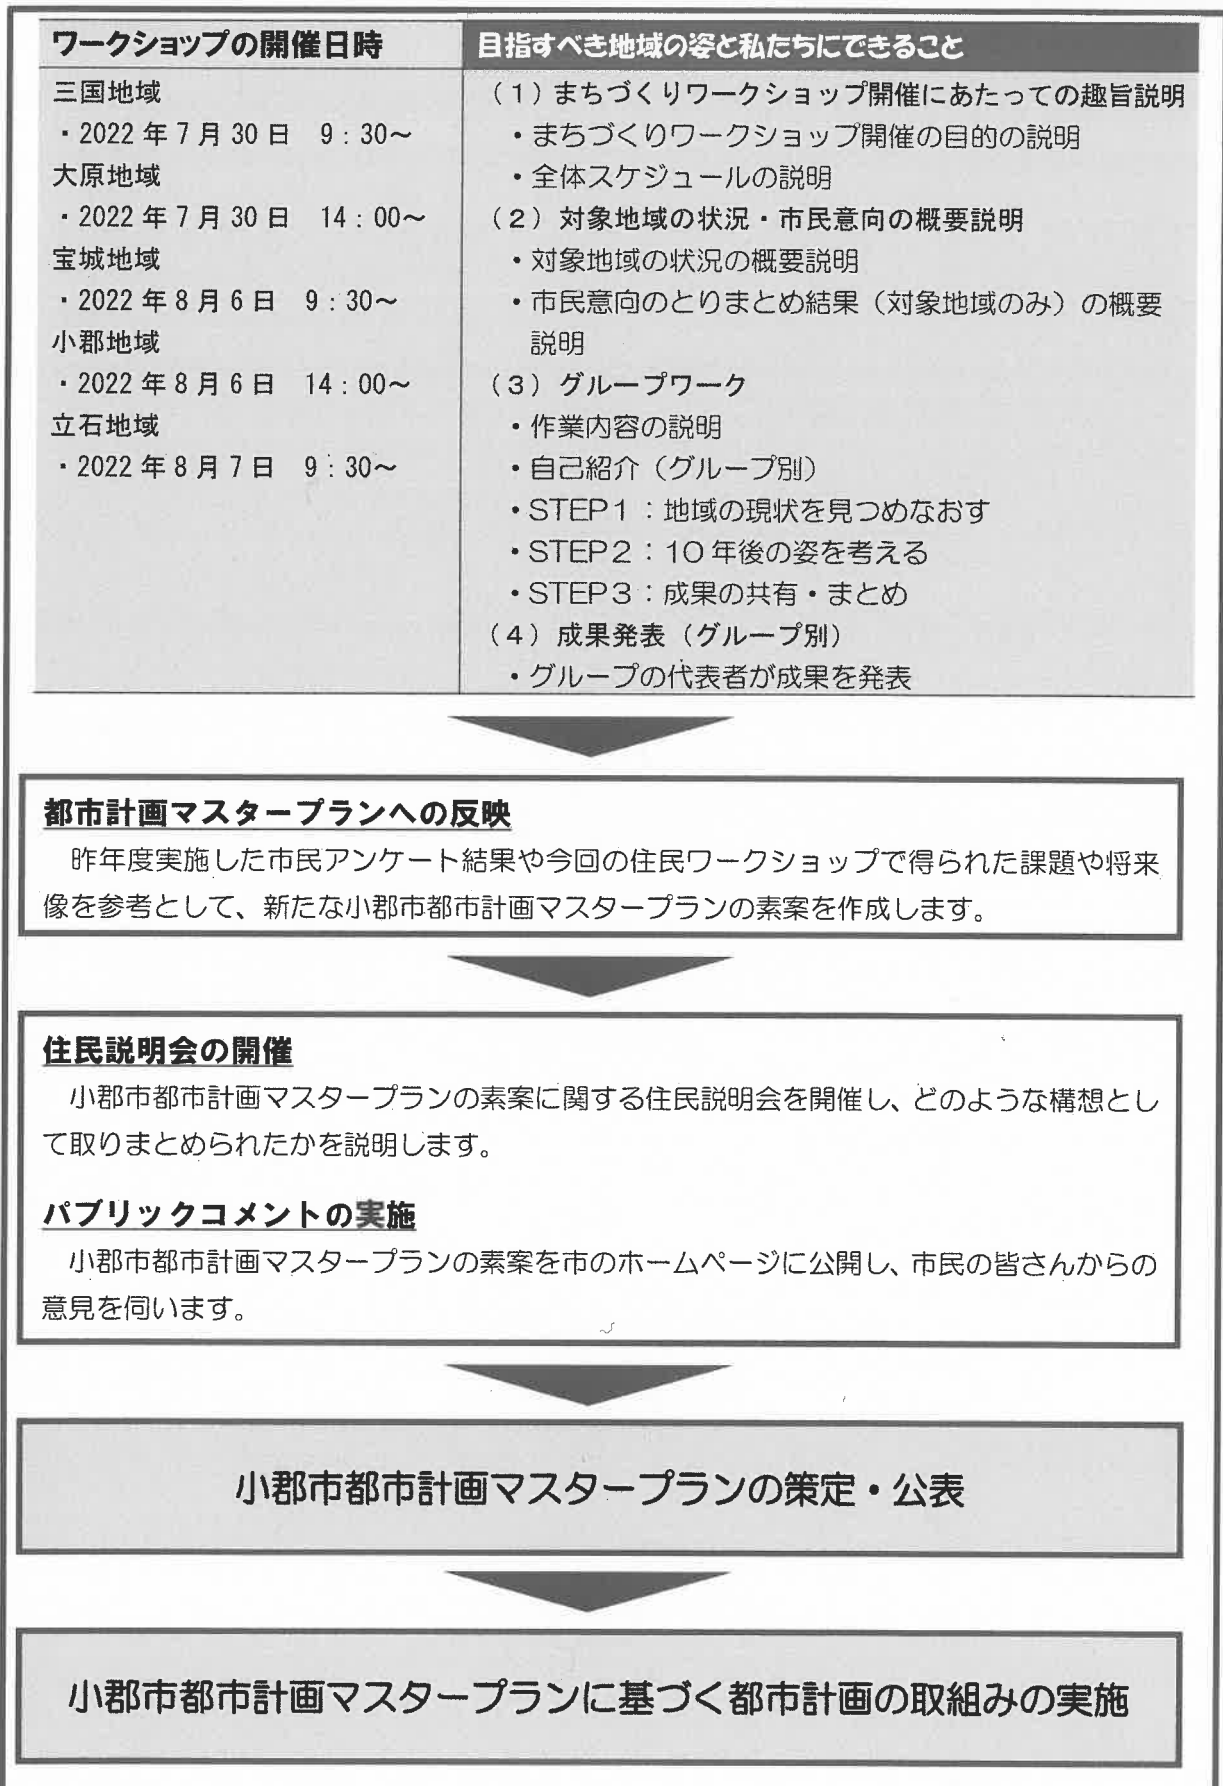 ワークショップの開催日時
三国地域
・2022年7月30日 9:30~
大原地域
・2022年7月30日 14:00~
宝城地域
・2022年8月6日 9:30~
小郡地域
・2022年8月6日 14:00~
立石地域
・2022年8月7日 9:30~
目指すべき地域の姿と私たちにできること
(1)まちづくりワークショップ開催にあたっての趣旨説明
・まちづくりワークショップ開催の目的の説明
・全体スケジュールの説明
(2)対象地域の状況・市民意向の概要説明
・対象地域の状況の概要説明
・市民意向のとりまとめ結果(対象地域のみ)の概要
説明
(3)グループワーク
・作業内容の説明
・自己紹介(グループ別)
・STEP1:地域の現状を見つめなおす
・STEP2:10年後の姿を考える
・STEP3:成果の共有・まとめ
(4)成果発表(グループ別)
・グループの代表者が成果を発表
都市計画マスタープランへの反映
昨年度実施した市民アンケート結果や今回の住民ワークショップで得られた課題や将来
像を参考として、新たな小郡市都市計画マスタープランの素案を作成します。
住民説明会の開催
小郡市都市計画マスタープランの素案に関する住民説明会を開催し、どのような構想とし
て取りまとめられたかを説明します。
パブリックコメントの実施
小郡市都市計画マスタープランの素案を市のホームページに公開し、市民の皆さんからの
意見を伺います。
小郡市都市計画マスタープランの策定・公表
小郡市都市計画マスタープランに基づく都市計画の取組みの実施